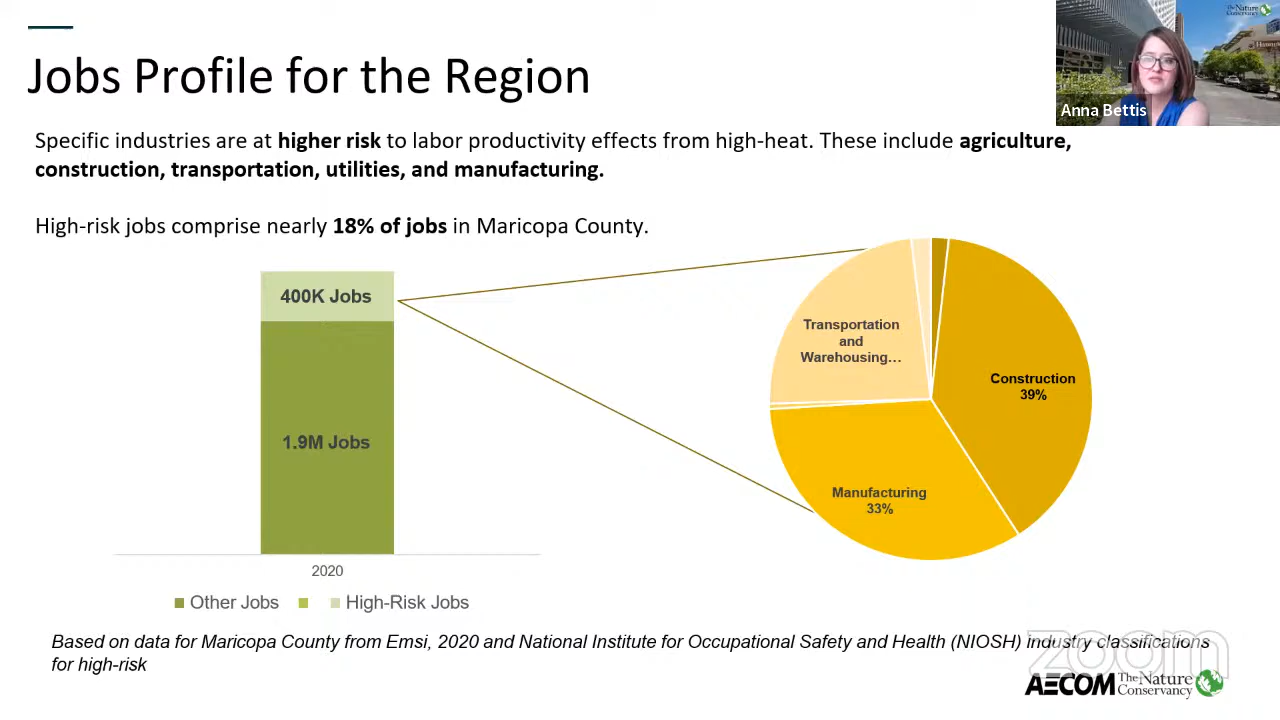 The Nature
Conservancy
Anna Bettis
Jobs Profile for the Region
Specific industries are at higher risk to labor productivity effects from high-heat. These include agriculture,
construction, transportation, utilities, and manufacturing.
High-risk jobs comprise nearly 18% of jobs in Maricopa County.
400K Jobs
1.9M Jobs
2020
Other Jobs
High-Risk Jobs
Transportation
and
Warehousing…
Construction
39%
Manufacturing
33%
Based on data for Maricopa County from Emsi, 2020 and National Institute for Occupational Safety and Health (NIOSH) industry classifications
for high-risk
zoom
AECOM
The Nature
Conservancy